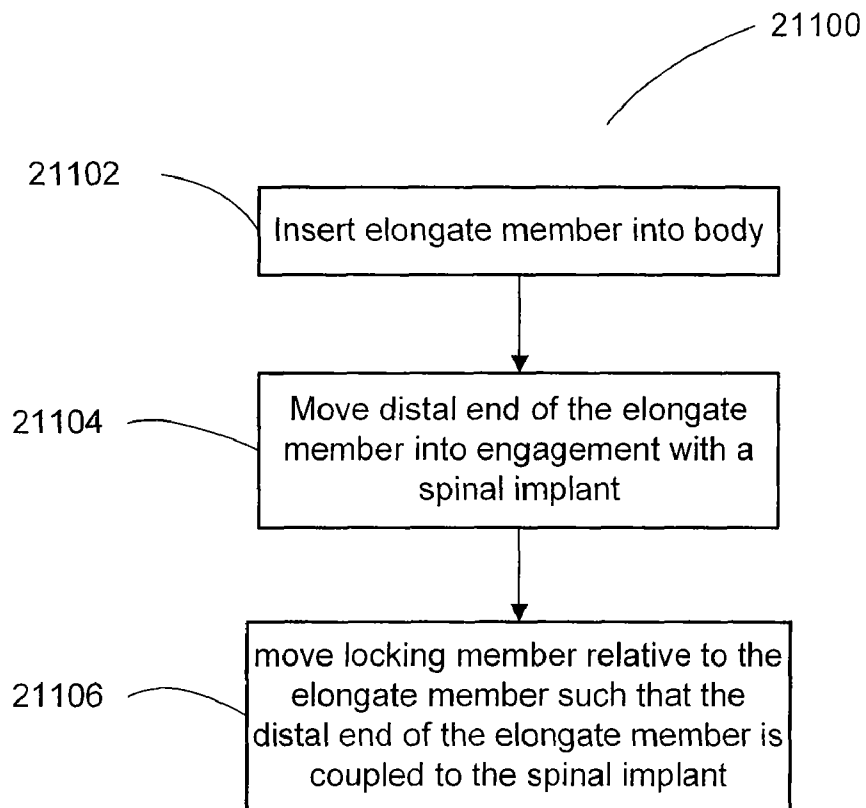 21100
21102
Insert elongate member into body
21104
Move distal end of the elongate
member into engagement with a
spinal implant
21106
move locking member relative to the
elongate member such that the
distal end of the elongate member is
coupled to the spinal implant